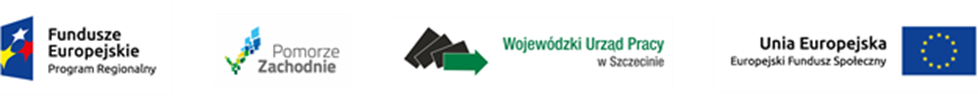 Fundusze
Europejskie
Program Regionalny
Pomorze
Zachodnie
Wojewódzki Urząd Pracy
w Szczecinie
Unia Europejska
Europejski Fundusz Społeczny